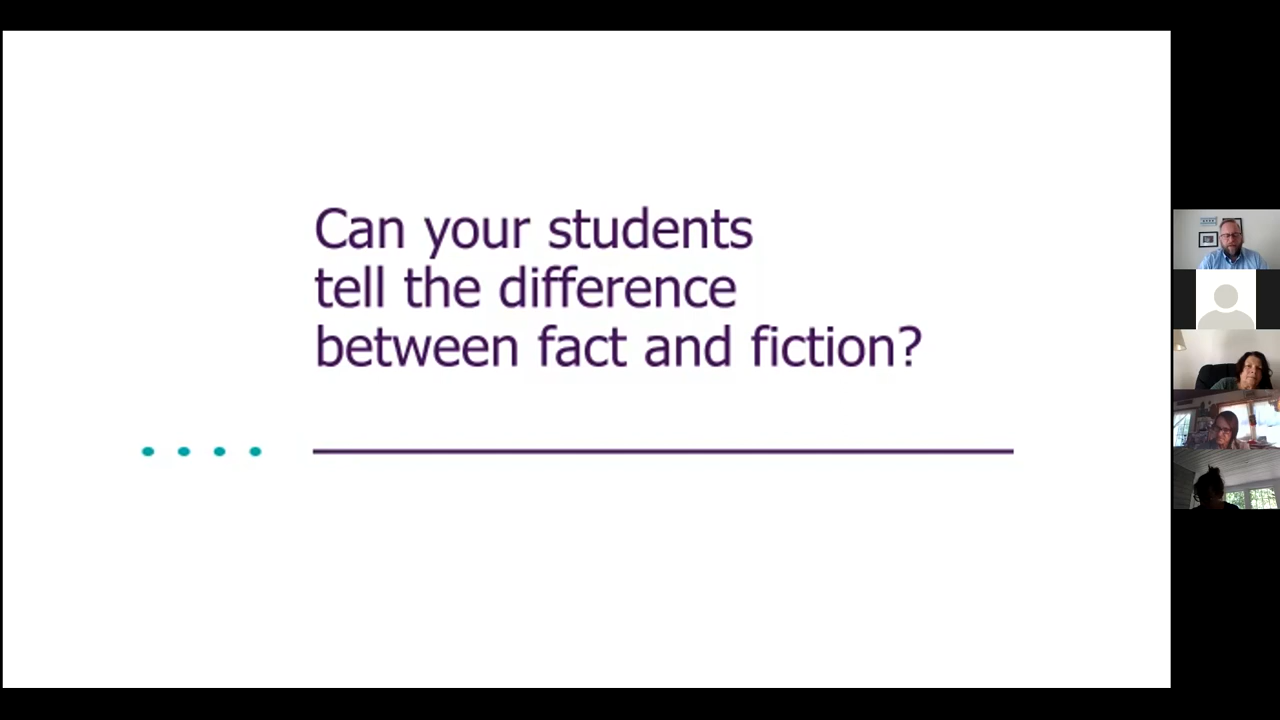 Can your students
tell the difference
between fact and fiction?